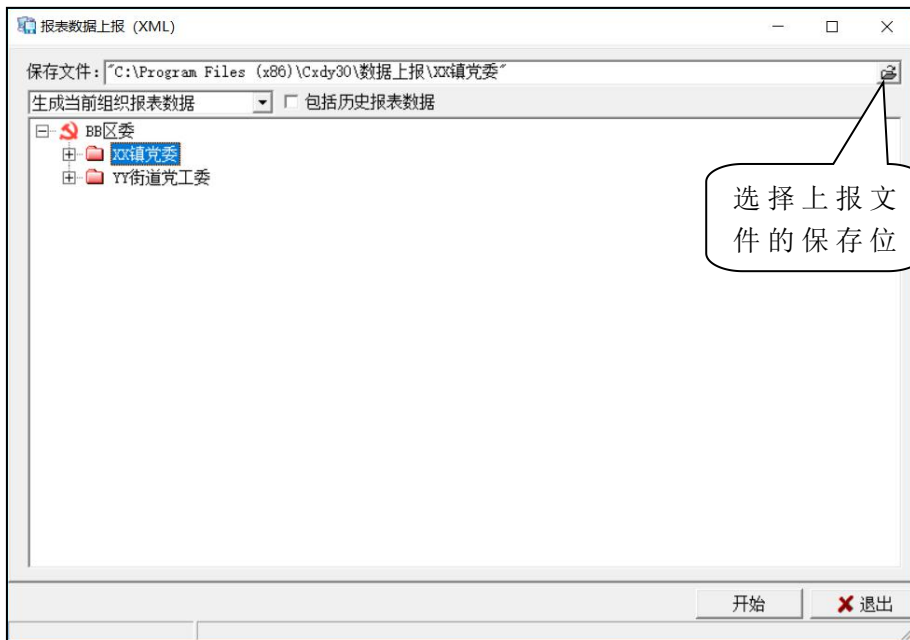 报表数据上报 (XML)
保存文件: "C:\Program Files (x86)\Cxdy30\数据上报\XX镇党委"
生成当前组织报表数据 包括历史报表数据
BB区委
XX镇党委
YY街道党工委
选择上报文
件的保存位
开始 退出